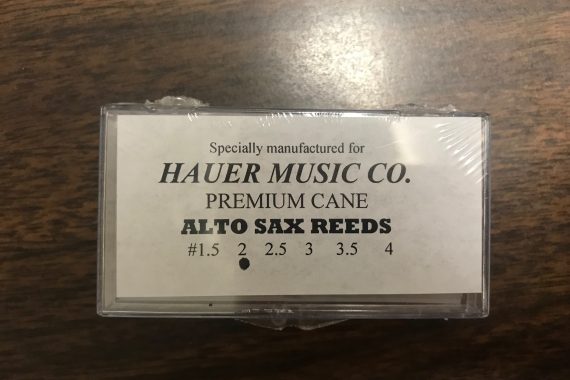 Specially manufactured for
HAUER MUSIC CO.
PREMIUM CANE
ALTO SAX REEDS
#1.5 2 2.5 3 3.5 4